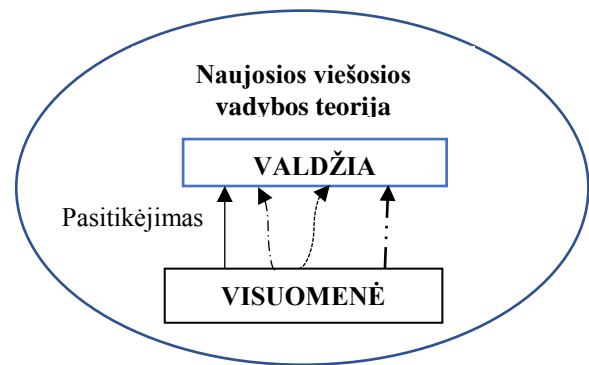 Naujosios viešosios
vadybos teorija
VALDŽIA
Pasitikėjimas
VISUOMENĖ